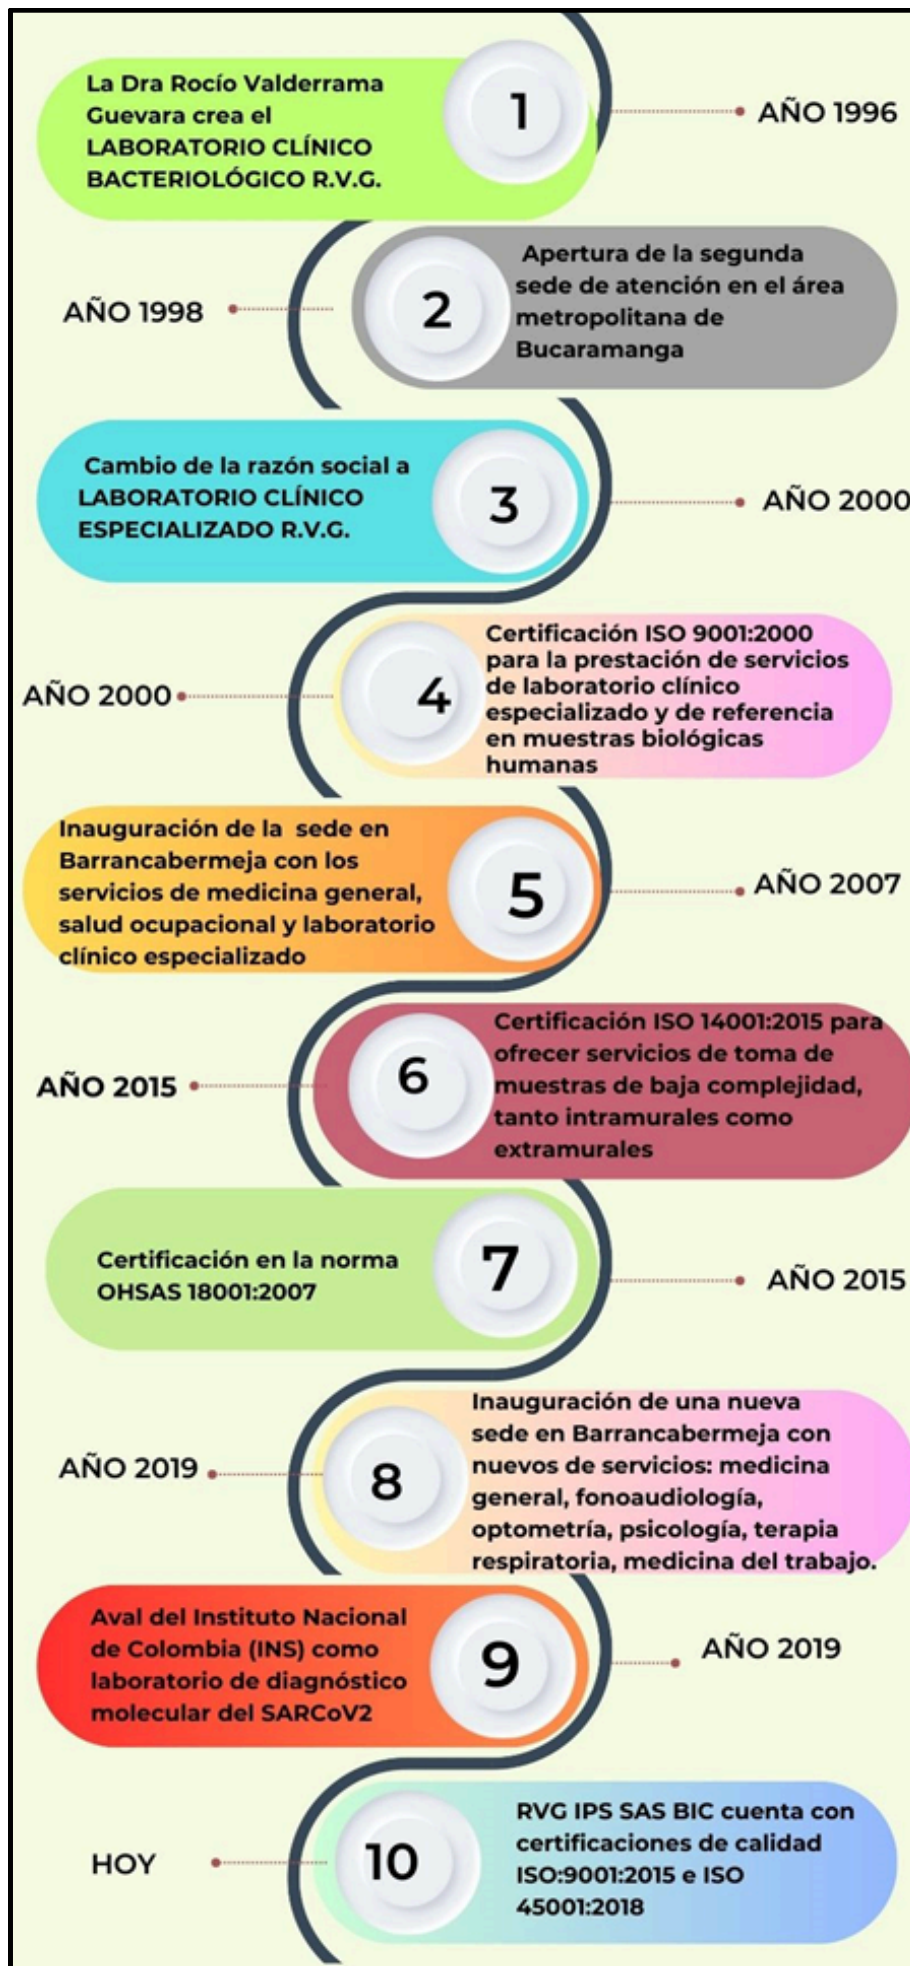 La Dra Rocío Valderrama
Guevara crea el
LABORATORIO CLÍNICO
BACTERIOLÓGICO R.V.G.
1
AÑO 1996
AÑO 1998
2
Apertura de la segunda
sede de atención en el área
metropolitana de
Bucaramanga
Cambio de la razón social a
LABORATORIO CLÍNICO
ESPECIALIZADO R.V.G.
3
AÑO 2000
AÑO 2000
4
Certificación ISO 9001:2000
para la prestación de servicios
de laboratorio clínico
especializado y de referencia
en muestras biológicas
humanas
Inauguración de la sede en
Barrancabermeja con los
servicios de medicina general,
salud ocupacional y laboratorio
clínico especializado
5
AÑO 2007
AÑO 2015
6
Certificación ISO 14001:2015 para
ofrecer servicios de toma de
muestras de baja complejidad,
tanto intramurales como
extramurales
Certificación en la norma
OHSAS 18001:2007
7
AÑO 2015
AÑO 2019
8
Inauguración de una nueva
sede en Barrancabermeja con
nuevos de servicios: medicina
general, fonoaudiología,
optometría, psicología, terapia
respiratoria, medicina del trabajo.
Aval del Instituto Nacional
de Colombia (INS) como
laboratorio de diagnóstico
molecular del SARCoV2
9
AÑO 2019
HOY
10
RVG IPS SAS BIC cuenta con
certificaciones de calidad
ISO:9001:2015 e ISO
45001:2018